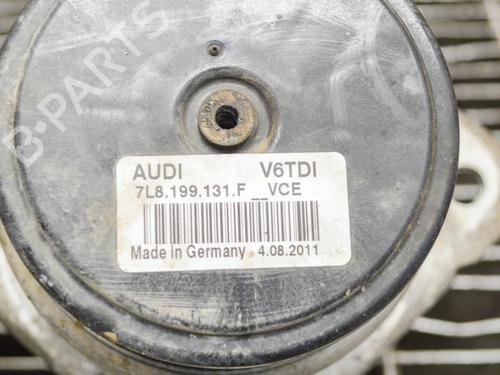 B-PARTS
AUDI V6TDI
7L8.199.131.F __VCE
Made in Germany 4.08.2011